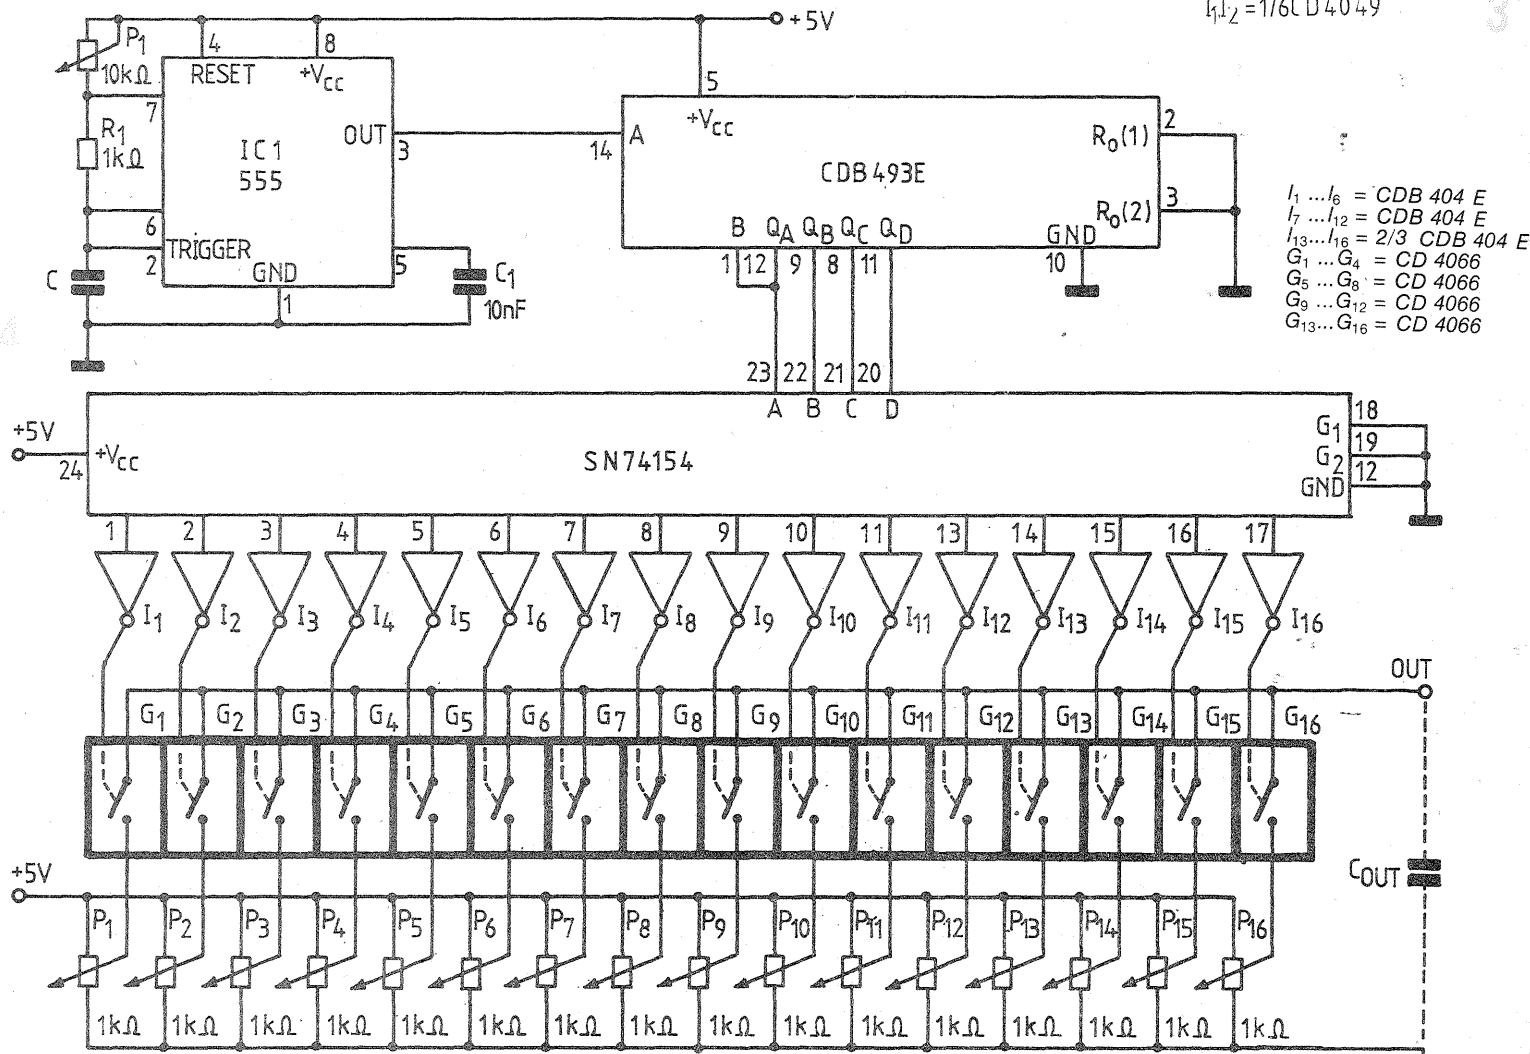 I1,I2 = 1/6CD4049
+5V
P1
10kΩ
4
8
RESET
+VCC
7
R1
1kΩ
IC1
555
OUT
3
6
TRIGGER
2
GND
5
1
C
C1
10nF
5
+VCC
14
A
CDB493E
R0(1)
2
R0(2)
3
B QA QB QC QD
GND
1 12 9 8 11
10
I1 ...I6 = CDB 404 E
I7 ...I12 = CDB 404 E
I13...I16 = 2/3 CDB 404 E
G1 ...G4 = CD 4066
G5 ...G8 = CD 4066
G9 ...G12 = CD 4066
G13...G16 = CD 4066
23 22 21 20
A B C D
+5V
24
+VCC
SN74154
G1
18
G2
19
GND
12
1 2 3 4 5 6 7 8 9 10 11 13 14 15 16 17
I1 I2 I3 I4 I5 I6 I7 I8 I9 I10 I11 I12 I13 I14 I15 I16
OUT
G1 G2 G3 G4 G5 G6 G7 G8 G9 G10 G11 G12 G13 G14 G15 G16
COUT
+5V
P1 P2 P3 P4 P5 P6 P7 P8 P9 P10 P11 P12 P13 P14 P15 P16
1kΩ 1kΩ 1kΩ 1kΩ 1kΩ 1kΩ 1kΩ 1kΩ 1kΩ 1kΩ 1kΩ 1kΩ 1kΩ 1kΩ 1kΩ 1kΩ